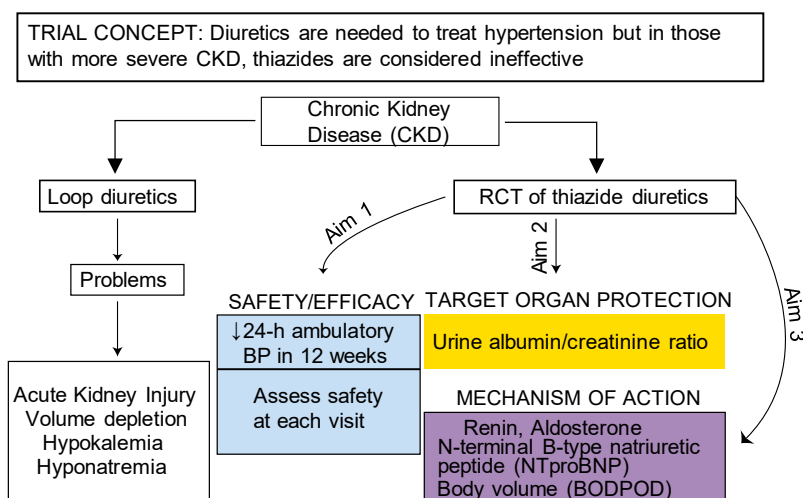 TRIAL CONCEPT: Diuretics are needed to treat hypertension but in those
with more severe CKD, thiazides are considered ineffective
Chronic Kidney
Disease (CKD)
Loop diuretics
RCT of thiazide diuretics
Aim 1
Aim 2
Aim 3
Problems
SAFETY/EFFICACY
↓24-h ambulatory
BP in 12 weeks
Assess safety
at each visit
TARGET ORGAN PROTECTION
Urine albumin/creatinine ratio
Acute Kidney Injury
Volume depletion
Hypokalemia
Hyponatremia
MECHANISM OF ACTION
Renin, Aldosterone
N-terminal B-type natriuretic
peptide (NTproBNP)
Body volume (BODPOD)